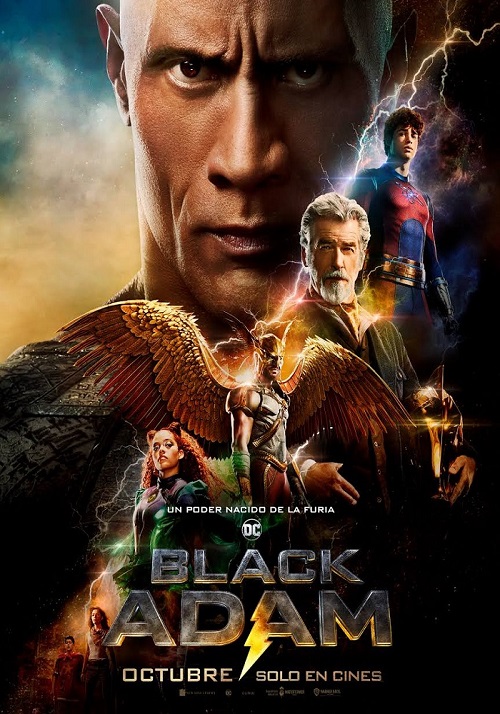 UN PODER NACIDO DE LA FURIA
DC
BLACK
ADAM
OCTUBRE SOLO EN CINES